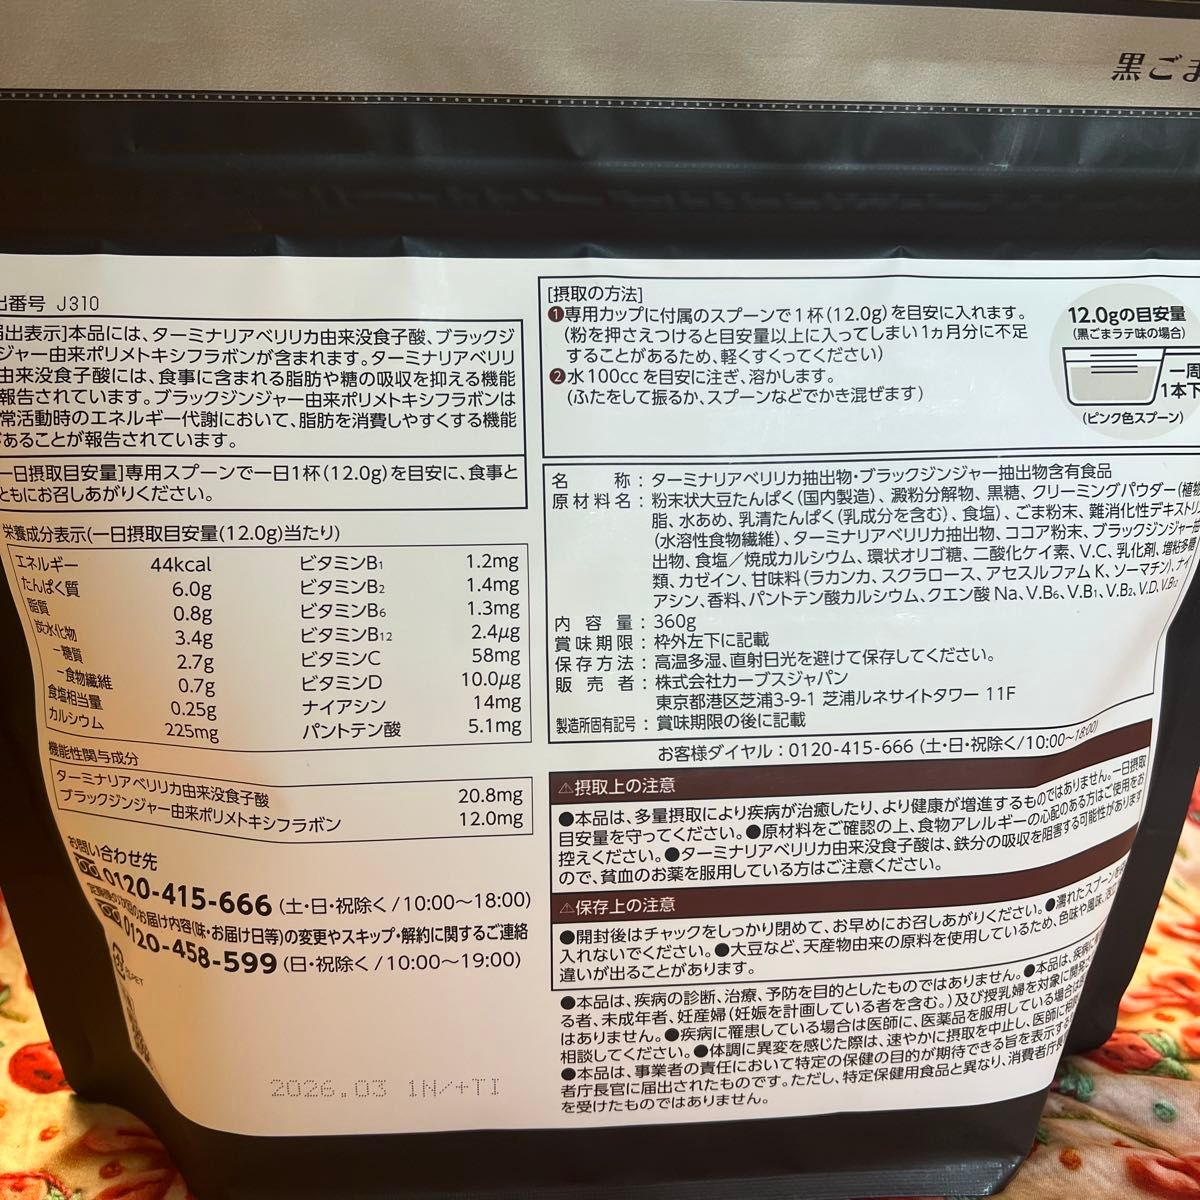 黒ごま
出番号 J310
届出表示]本品には、ターミナリアベリリカ由来没食子酸、ブラックジ
ジャー由来ポリメトキシフラボンが含まれます。ターミナリアベリリ
由来没食子酸には、食事に含まれる脂肪や糖の吸収を抑える機能
報告されています。ブラックジンジャー由来ポリメトキシフラボンは
常活動時のエネルギー代謝において、脂肪を消費しやすくする機能
があることが報告されています。
一日摂取目安量]専用スプーンで一日1杯(12.0g)を目安に、食事と
ともにお召しあがりください。
栄養成分表示(一日摂取目安量(12.0g)当たり)
エネルギー 44kcal ビタミンB1 1.2mg
たんぱく質 6.0g ビタミンB2 1.4mg
脂質 0.8g ビタミンB6 1.3mg
炭水化物 3.4g ビタミンB12 2.4μg
－糖質 2.7g ビタミンC 58mg
－食物繊維 0.7g ビタミンD 10.0μg
食塩相当量 0.25g ナイアシン 14mg
カルシウム 225mg パントテン酸 5.1mg
機能性関与成分
ターミナリアベリリカ由来没食子酸 20.8mg
ブラックジンジャー由来ポリメトキシフラボン 12.0mg
お問い合わせ先
0120-415-666 (土・日・祝除く/10:00〜18:00)
お届け内容(味・お届け日等)の変更やスキップ・解約に関するご連絡
0120-458-599 (日・祝除く/10:00〜19:00)
PET
2026.03 1N/+TI
[摂取の方法]
❶専用カップに付属のスプーンで1杯(12.0g)を目安に入れます。
(粉を押さえつけると目安量以上に入ってしまい1ヵ月分に不足
することがあるため、軽くすくってください)
❷水100ccを目安に注ぎ、溶かします。
(ふたをして振るか、スプーンなどでかき混ぜます)
12.0gの目安量
(黒ごまラテ味の場合)
一周
1本下
(ピンク色スプーン)
名称：ターミナリアベリリカ抽出物・ブラックジンジャー抽出物含有食品
原材料名：粉末状大豆たんぱく(国内製造)、澱粉分解物、黒糖、クリーミングパウダー(植物
脂、水あめ、乳清たんぱく(乳成分を含む)、食塩)、ごま粉末、難消化性デキストリ
(水溶性食物繊維)、ターミナリアベリリカ抽出物、ココア粉末、ブラックジンジャー抽
出物、食塩／焼成カルシウム、環状オリゴ糖、二酸化ケイ素、V.C、乳化剤、増粘多糖
類、カゼイン、甘味料(ラカンカ、スクラロース、アセスルファムK、ソーマチン)、ナイ
アシン、香料、パントテン酸カルシウム、クエン酸Na、V.B6、V.B1、V.B2、V.D、V.B12
内容量：360g
賞味期限：枠外左下に記載
保存方法：高温多湿、直射日光を避けて保存してください。
販売者：株式会社カーブスジャパン
東京都港区芝浦3-9-1 芝浦ルネサイトタワー 11F
製造所固有記号：賞味期限の後に記載
お客様ダイヤル：0120-415-666 (土・日・祝除く/10:00〜18:00)
⚠摂取上の注意
●本品は、多量摂取により疾病が治癒したり、より健康が増進するものではありません。一日摂取
目安量を守ってください。●原材料をご確認の上、食物アレルギーの心配のある方はご使用をお
控えください。●ターミナリアベリリカ由来没食子酸は、鉄分の吸収を阻害する可能性があります
ので、貧血のお薬を服用している方はご注意ください。
⚠保存上の注意
●開封後はチャックをしっかり閉めて、お早めにお召しあがりください。●濡れたスプーンを
入れないでください。●大豆など、天産物由来の原料を使用しているため、色味や風味、
違いが出ることがあります。
●本品は、疾病の診断、治療、予防を目的としたものではありません。●本品は、疾病に
る者、未成年者、妊産婦(妊娠を計画している者を含む。)及び授乳婦を対象に開発
はありません。●疾病に罹患している場合は医師に、医薬品を服用している場合は
相談してください。●体調に異変を感じた際は、速やかに摂取を中止し、医師に相談
●本品は、事業者の責任において特定の保健の目的が期待できる旨を表示する
者庁長官に届出されたものです。ただし、特定保健用食品と異なり、消費者庁長
を受けたものではありません。